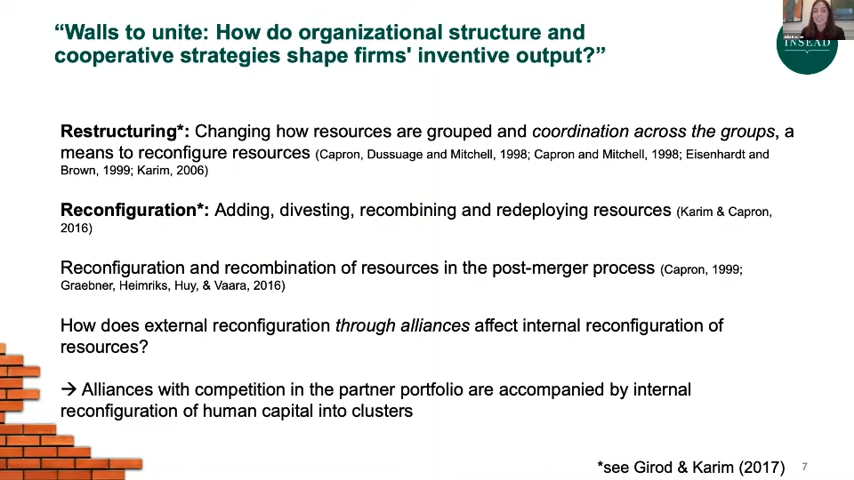 “Walls to unite: How do organizational structure and
cooperative strategies shape firms' inventive output?”
INSEAD
Restructuring*: Changing how resources are grouped and coordination across the groups, a
means to reconfigure resources (Capron, Dussuage and Mitchell, 1998; Capron and Mitchell, 1998; Eisenhardt and
Brown, 1999; Karim, 2006)
Reconfiguration*: Adding, divesting, recombining and redeploying resources (Karim & Capron,
2016)
Reconfiguration and recombination of resources in the post-merger process (Capron, 1999;
Graebner, Heimriks, Huy, & Vaara, 2016)
How does external reconfiguration through alliances affect internal reconfiguration of
resources?
→ Alliances with competition in the partner portfolio are accompanied by internal
reconfiguration of human capital into clusters
*see Girod & Karim (2017)
7